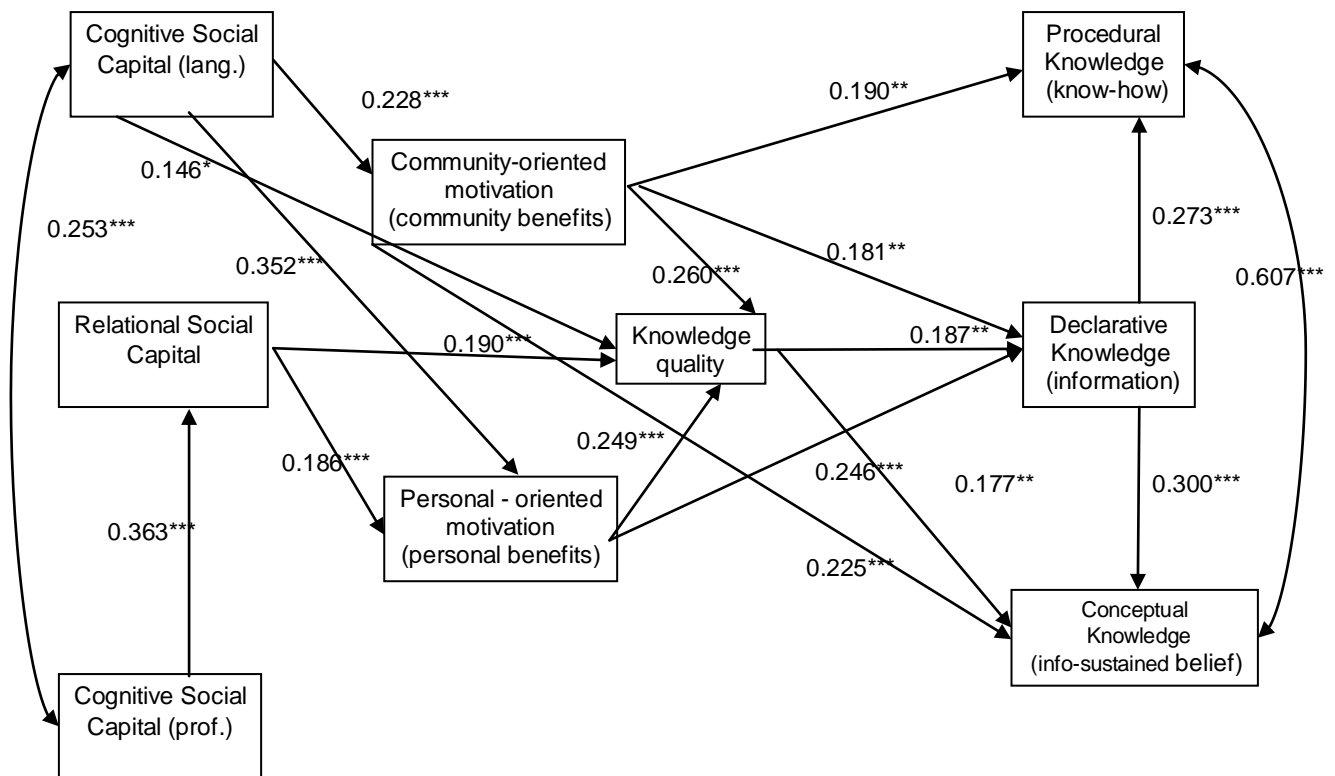 Cognitive Social
Capital (lang.)
Procedural
Knowledge
(know-how)
0.228***
0.190**
0.146*
Community-oriented
motivation
(community benefits)
0.253***
0.352***
0.260***
0.181**
0.273***
0.607***
Relational Social
Capital
0.190***
Knowledge
quality
0.187**
Declarative
Knowledge
(information)
0.186***
0.249***
0.246***
0.177**
0.300***
0.363***
Personal - oriented
motivation
(personal benefits)
0.225***
Conceptual
Knowledge
(info-sustained belief)
Cognitive Social
Capital (prof.)